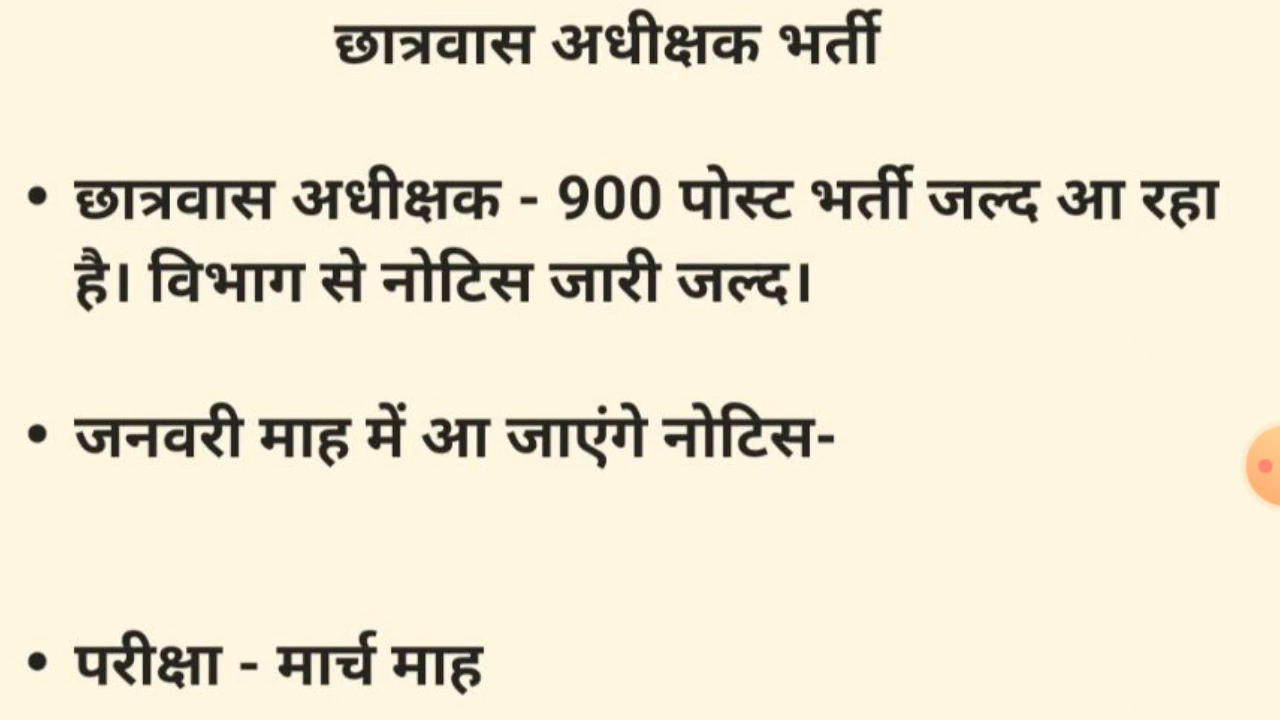 छात्रवास अधीक्षक भर्ती
• छात्रवास अधीक्षक - 900 पोस्ट भर्ती जल्द आ रहा
है। विभाग से नोटिस जारी जल्द।
• जनवरी माह में आ जाएंगे नोटिस-
• परीक्षा - मार्च माह